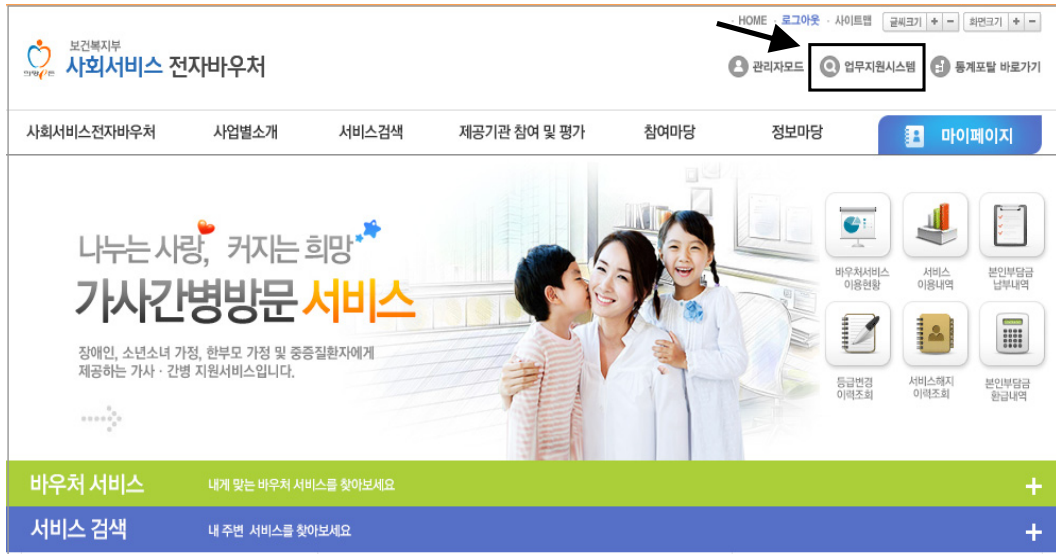 · HOME · 로그아웃 · 사이트맵 글씨크기 + - 화면크기 + -
보건복지부
사회서비스 전자바우처
관리자모드 업무지원시스템 통계포탈 바로가기
사회서비스전자바우처 사업별소개 서비스검색 제공기관 참여 및 평가 참여마당 정보마당 마이페이지
나누는 사랑, 커지는 희망
가사간병방문 서비스
장애인, 소년소녀 가정, 한부모 가정 및 중증질환자에게
제공하는 가사 · 간병 지원서비스입니다.
바우처서비스 이용현황
서비스 이용내역
본인부담금 납부내역
등급변경 이력조회
서비스해지 이력조회
본인부담금 환급내역
바우처 서비스 내게 맞는 바우처 서비스를 찾아보세요 +
서비스 검색 내 주변 서비스를 찾아보세요 +